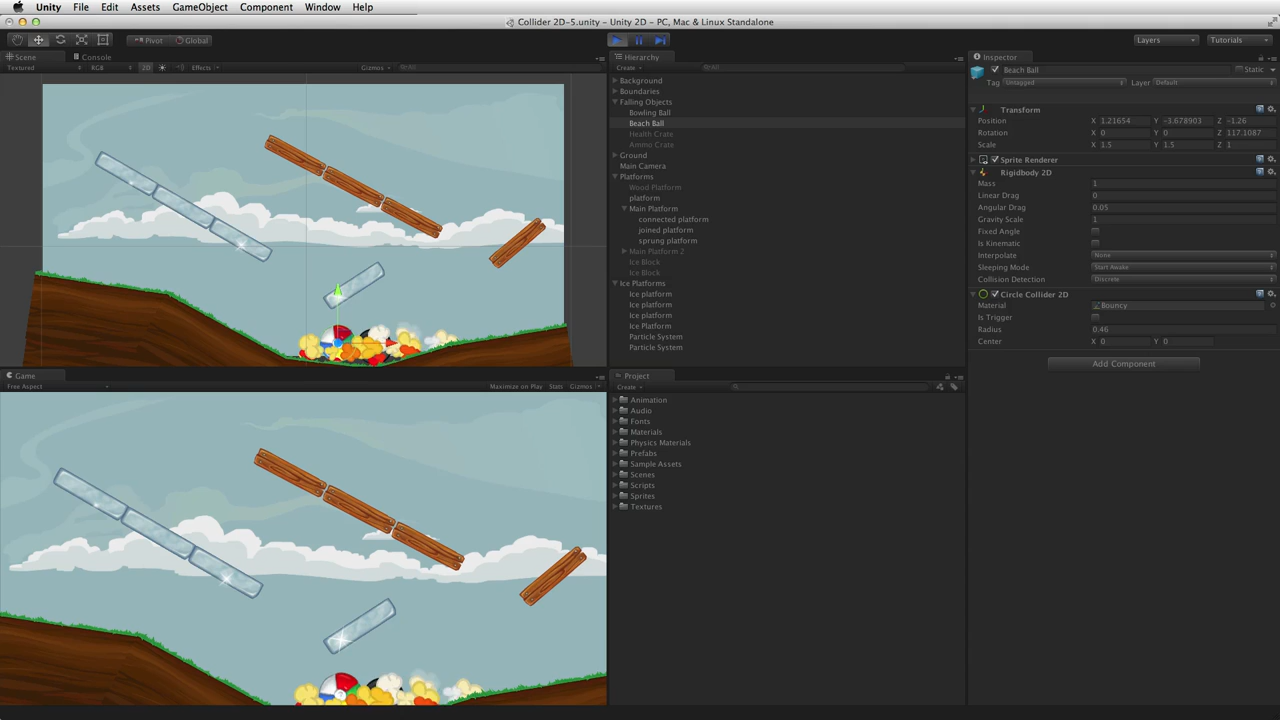 Unity File Edit Assets GameObject Component Window Help
Collider 2D-5.unity - Unity 2D - PC, Mac & Linux Standalone
Pivot Global
Layers Tutorials
Scene Console
Textured RGB 2D Effects Gizmos All
Game
Free Aspect Maximize on Play Stats Gizmos
Hierarchy
Create All
Background
Boundaries
Falling Objects
Bowling Ball
Beach Ball
Health Crate
Ammo Crate
Ground
Main Camera
Platforms
Wood Platform
platform
Main Platform
connected platform
joined platform
sprung platform
Main Platform 2
Ice Block
Ice Block
Ice Platforms
Ice platform
Ice platform
Ice platform
Ice Platform
Particle System
Particle System
Project
Create
Animation
Audio
Fonts
Materials
Physics Materials
Prefabs
Sample Assets
Scenes
Scripts
Sprites
Textures
Inspector
Beach Ball Static
Tag Untagged Layer Default
Transform
Position X 1.21654 Y -3.678903 Z -1.26
Rotation X 0 Y 0 Z 117.1087
Scale X 1.5 Y 1.5 Z 1
Sprite Renderer
Rigidbody 2D
Mass 1
Linear Drag 0
Angular Drag 0.05
Gravity Scale 1
Fixed Angle
Is Kinematic
Interpolate None
Sleeping Mode Start Awake
Collision Detection Discrete
Circle Collider 2D
Material Bouncy
Is Trigger
Radius 0.46
Center X 0 Y 0
Add Component